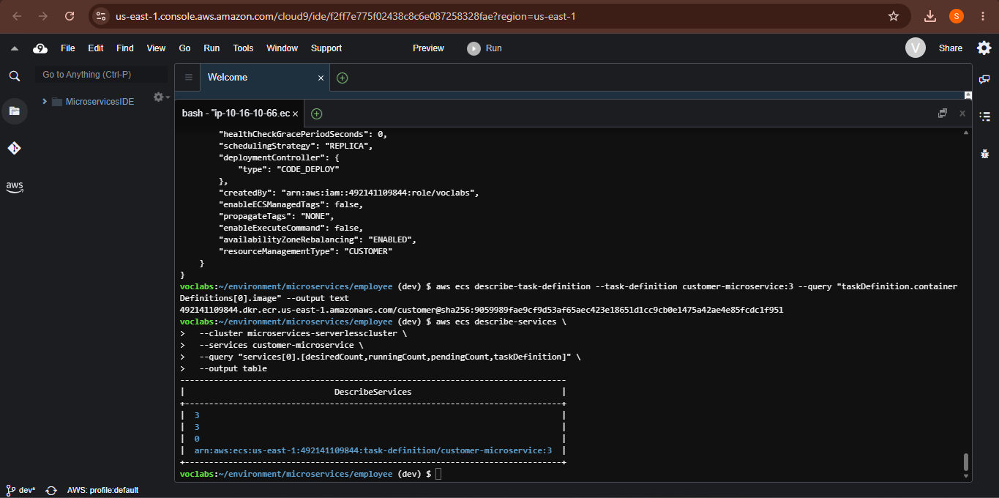 us-east-1.console.aws.amazon.com/cloud9/ide/f2ff7e775f02438c8c6e087258328fae?region=us-east-1
S
9 File Edit Find View Go Run Tools Window Support Preview Run V Share
Go to Anything (Ctrl-P)
Welcome
MicroservicesIDE
bash - "ip-10-16-10-66.ec
aws
"healthCheckGracePeriodSeconds": 0,
"schedulingStrategy": "REPLICA",
"deploymentController": {
"type": "CODE_DEPLOY"
},
"createdBy": "arn:aws:iam::492141109844:role/voclabs",
"enableECSManagedTags": false,
"propagateTags": "NONE",
"enableExecuteCommand": false,
"availabilityZoneRebalancing": "ENABLED",
"resourceManagementType": "CUSTOMER"
}
}
voclabs:~/environment/microservices/employee (dev) $ aws ecs describe-task-definition --task-definition customer-microservice:3 --query "taskDefinition.container
Definitions[0].image" --output text
492141109844.dkr.ecr.us-east-1.amazonaws.com/customer@sha256:9059989fae9cf9d53af65aec423e18651d1cc9cb0e1475a42ae4e85fcdc1f951
voclabs:~/environment/microservices/employee (dev) $ aws ecs describe-services \
> --cluster microservices-serverlesscluster \
> --services customer-microservice \
> --query "services[0].[desiredCount,runningCount,pendingCount,taskDefinition]" \
> --output table
-------------------------------------------------------------------------------
| DescribeServices |
+-----------------------------------------------------------------------------+
| 3 |
| 3 |
| 0 |
| arn:aws:ecs:us-east-1:492141109844:task-definition/customer-microservice:3 |
+-----------------------------------------------------------------------------+
voclabs:~/environment/microservices/employee (dev) $
dev* AWS: profile:default